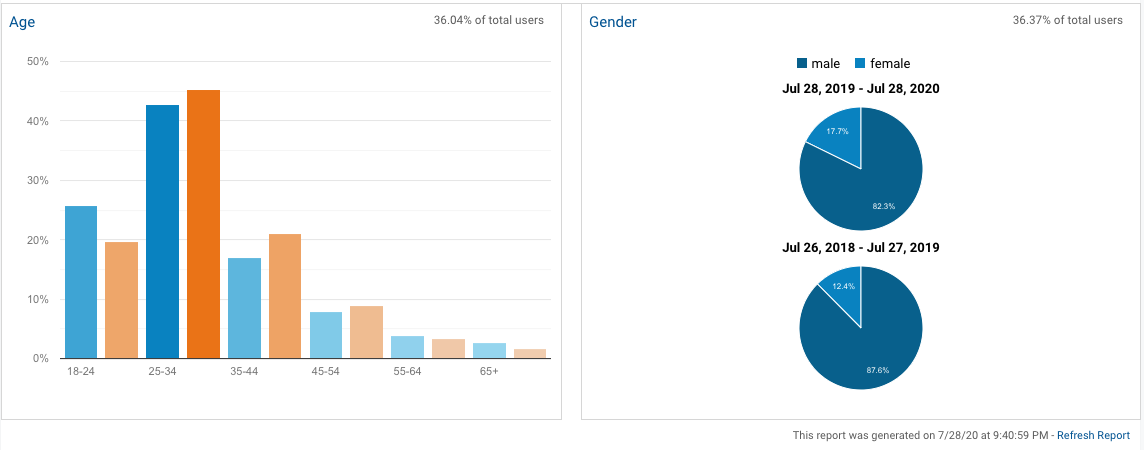 Age
36.04% of total users
50%
40%
30%
20%
10%
0%
18-24
25-34
35-44
45-54
55-64
65+
Gender
36.37% of total users
male
female
Jul 28, 2019 - Jul 28, 2020
17.7%
82.3%
Jul 26, 2018 - Jul 27, 2019
12.4%
87.6%
This report was generated on 7/28/20 at 9:40:59 PM - Refresh Report